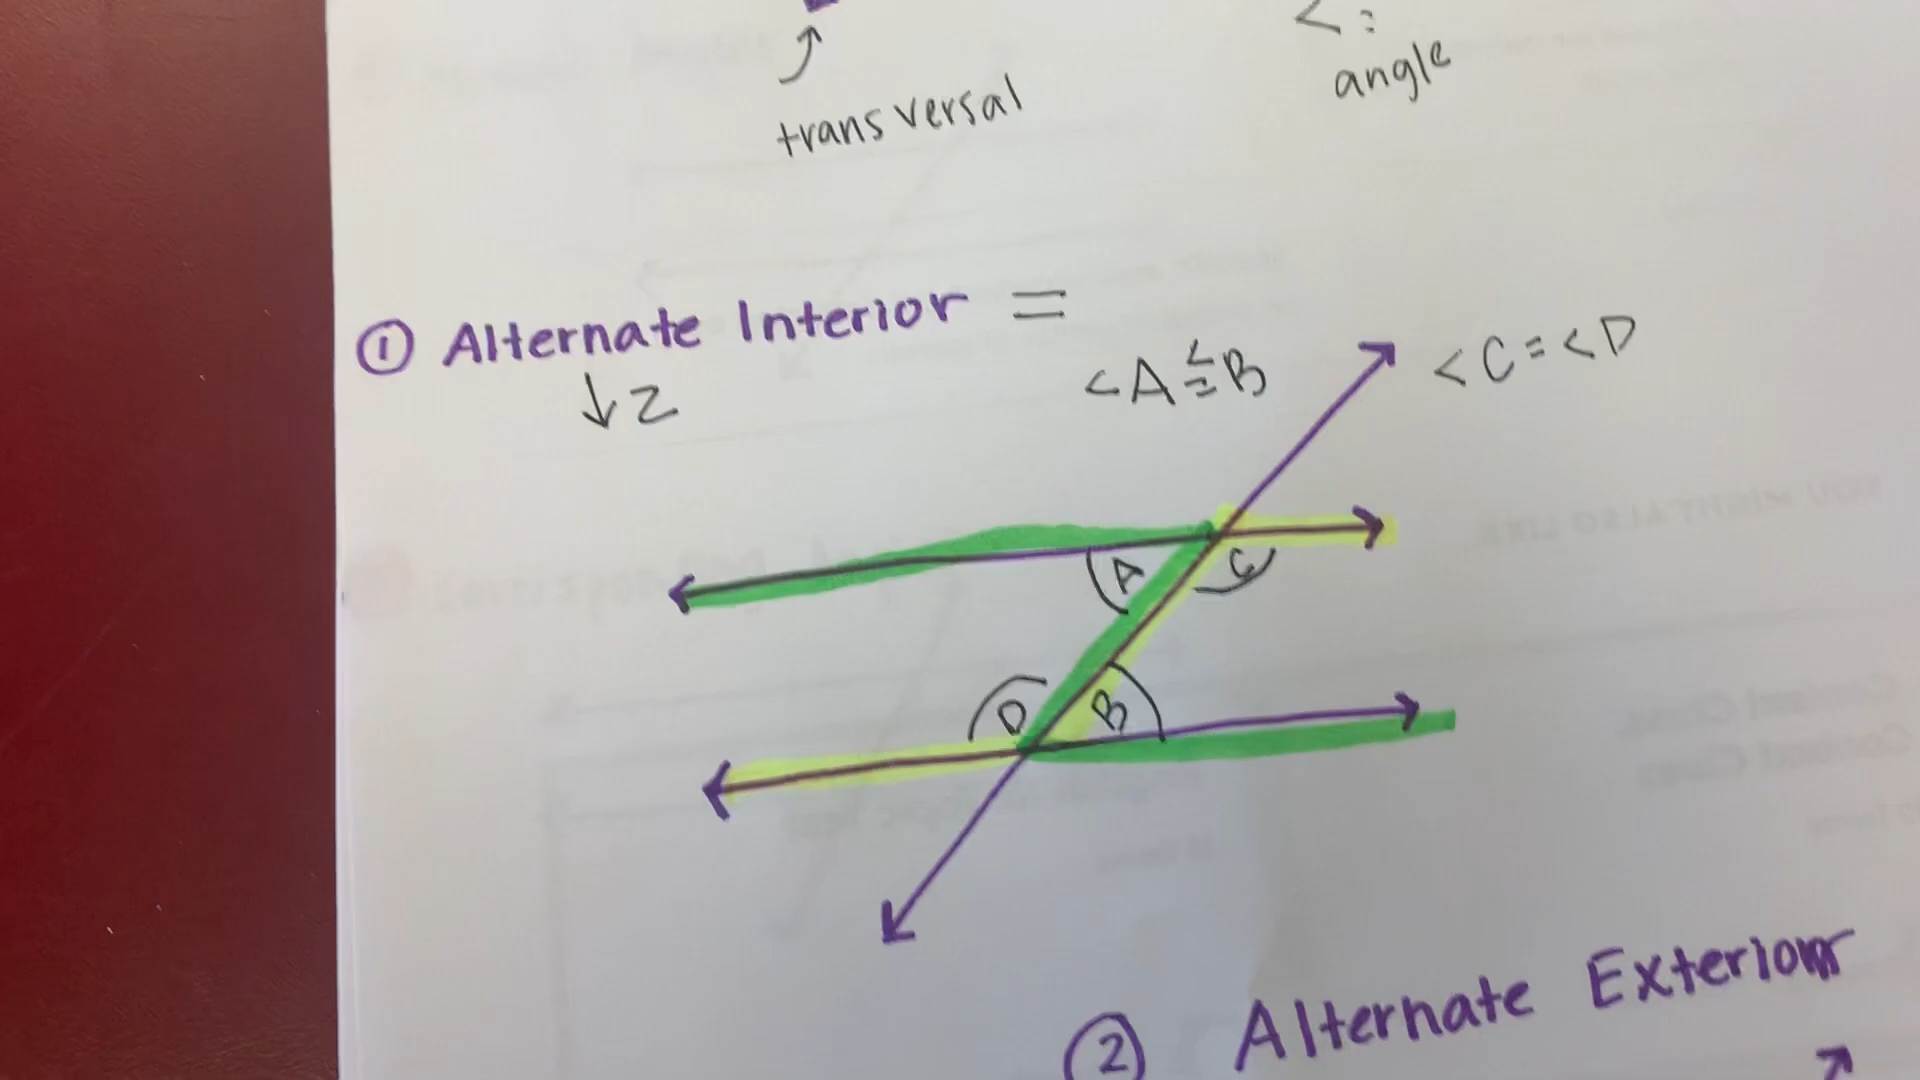 < :
angle
transversal
① Alternate Interior =
↓ Z
<A = <B
<C = <D
A
C
D
B
② Alternate Exterior